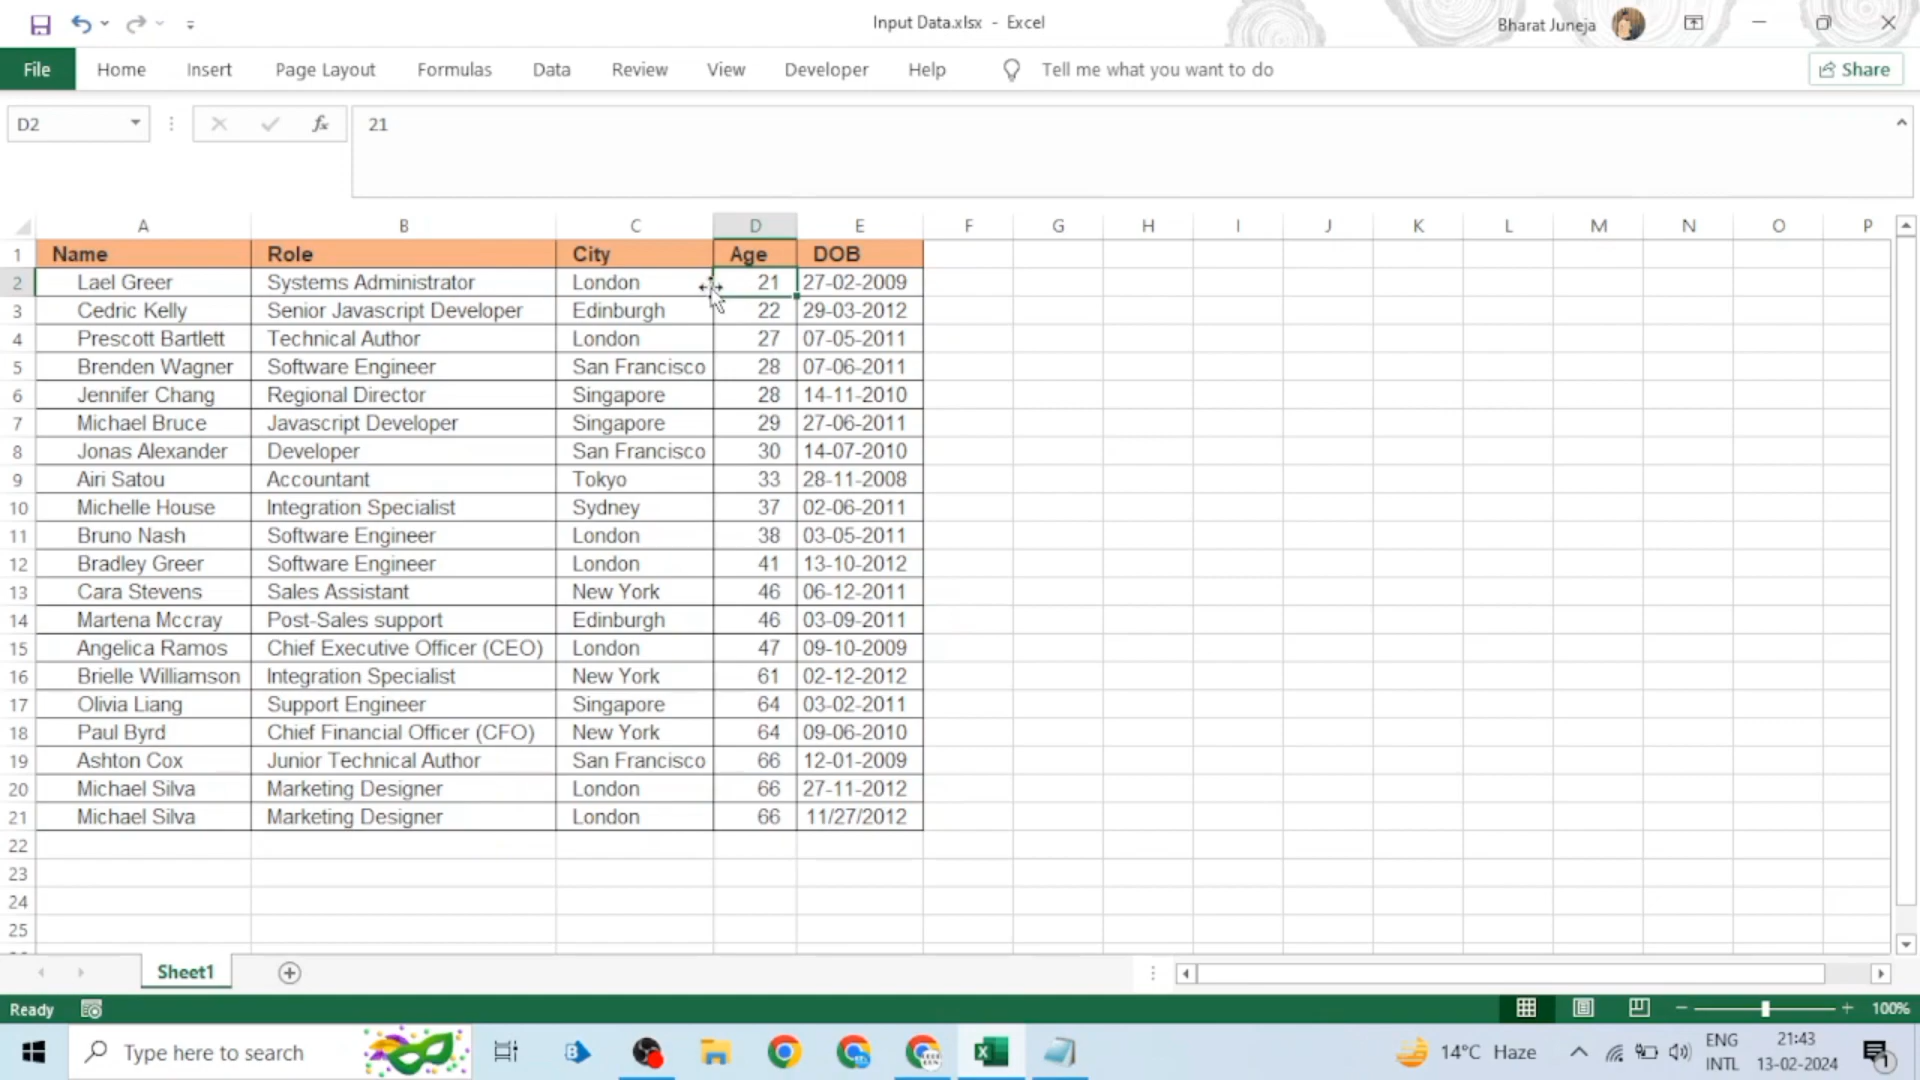 Input Data.xlsx - Excel
Bharat Juneja
File Home Insert Page Layout Formulas Data Review View Developer Help Tell me what you want to do Share
D2 fx 21
A B C D E F G H I J K L M N O P
1 Name Role City Age DOB
2 Lael Greer Systems Administrator London 21 27-02-2009
3 Cedric Kelly Senior Javascript Developer Edinburgh 22 29-03-2012
4 Prescott Bartlett Technical Author London 27 07-05-2011
5 Brenden Wagner Software Engineer San Francisco 28 07-06-2011
6 Jennifer Chang Regional Director Singapore 28 14-11-2010
7 Michael Bruce Javascript Developer Singapore 29 27-06-2011
8 Jonas Alexander Developer San Francisco 30 14-07-2010
9 Airi Satou Accountant Tokyo 33 28-11-2008
10 Michelle House Integration Specialist Sydney 37 02-06-2011
11 Bruno Nash Software Engineer London 38 03-05-2011
12 Bradley Greer Software Engineer London 41 13-10-2012
13 Cara Stevens Sales Assistant New York 46 06-12-2011
14 Martena Mccray Post-Sales support Edinburgh 46 03-09-2011
15 Angelica Ramos Chief Executive Officer (CEO) London 47 09-10-2009
16 Brielle Williamson Integration Specialist New York 61 02-12-2012
17 Olivia Liang Support Engineer Singapore 64 03-02-2011
18 Paul Byrd Chief Financial Officer (CFO) New York 64 09-06-2010
19 Ashton Cox Junior Technical Author San Francisco 66 12-01-2009
20 Michael Silva Marketing Designer London 66 27-11-2012
21 Michael Silva Marketing Designer London 66 11/27/2012
22
23
24
25
Sheet1
Ready 100%
Type here to search 14°C Haze ENG 21:43
INTL 13-02-2024 1